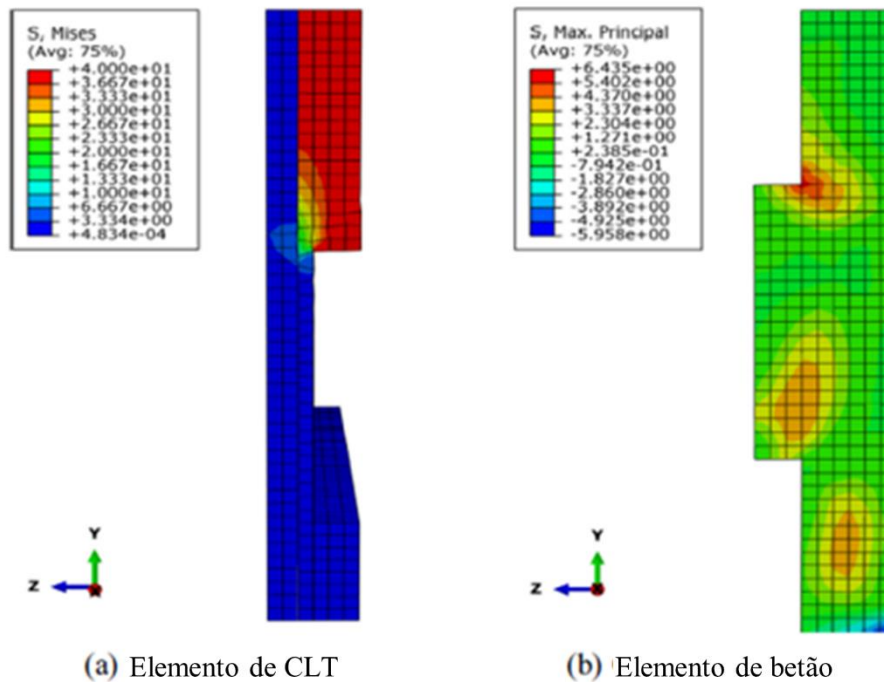 S, Mises
(Avg: 75%)
+4.000e+01
+3.667e+01
+3.333e+01
+3.000e+01
+2.667e+01
+2.333e+01
+2.000e+01
+1.667e+01
+1.333e+01
+1.000e+01
+6.667e+00
+3.334e+00
+4.834e-04
Y
Z
S, Max. Principal
(Avg: 75%)
+6.435e+00
+5.402e+00
+4.370e+00
+3.337e+00
+2.304e+00
+1.271e+00
+2.385e-01
-7.942e-01
-1.827e+00
-2.860e+00
-3.892e+00
-4.925e+00
-5.958e+00
Y
Z
X
(a) Elemento de CLT
(b) Elemento de betão